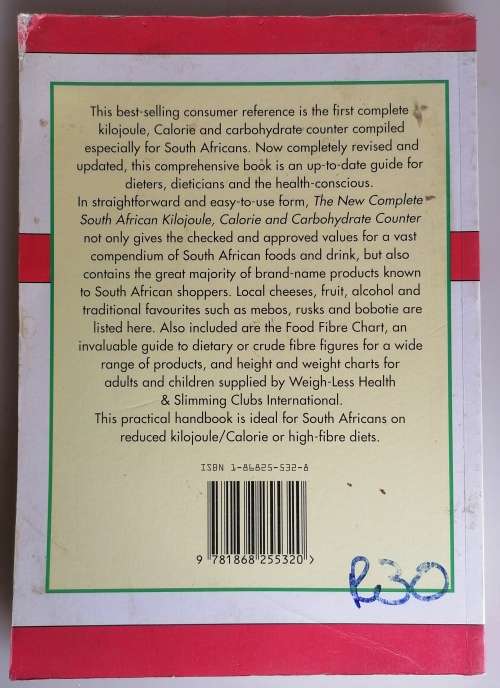 This best-selling consumer reference is the first complete
kilojoule, Calorie and carbohydrate counter compiled
especially for South Africans. Now completely revised and
updated, this comprehensive book is an up-to-date guide for
dieters, dieticians and the health-conscious.
In straightforward and easy-to-use form, The New Complete
South African Kilojoule, Calorie and Carbohydrate Counter
not only gives the checked and approved values for a vast
compendium of South African foods and drink, but also
contains the great majority of brand-name products known
to South African shoppers. Local cheeses, fruit, alcohol and
traditional favourites such as mebos, rusks and bobotie are
listed here. Also included are the Food Fibre Chart, an
invaluable guide to dietary or crude fibre figures for a wide
range of products, and height and weight charts for
adults and children supplied by Weigh-Less Health
& Slimming Clubs International.
This practical handbook is ideal for South Africans on
reduced kilojoule/Calorie or high-fibre diets.
ISBN 1-86825-532-8
9 781868 255320 >
R30